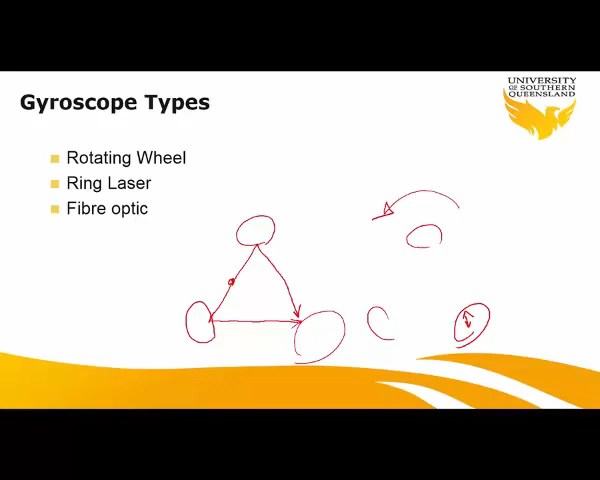 UNIVERSITY
OF SOUTHERN
QUEENSLAND
Gyroscope Types
Rotating Wheel
Ring Laser
Fibre optic